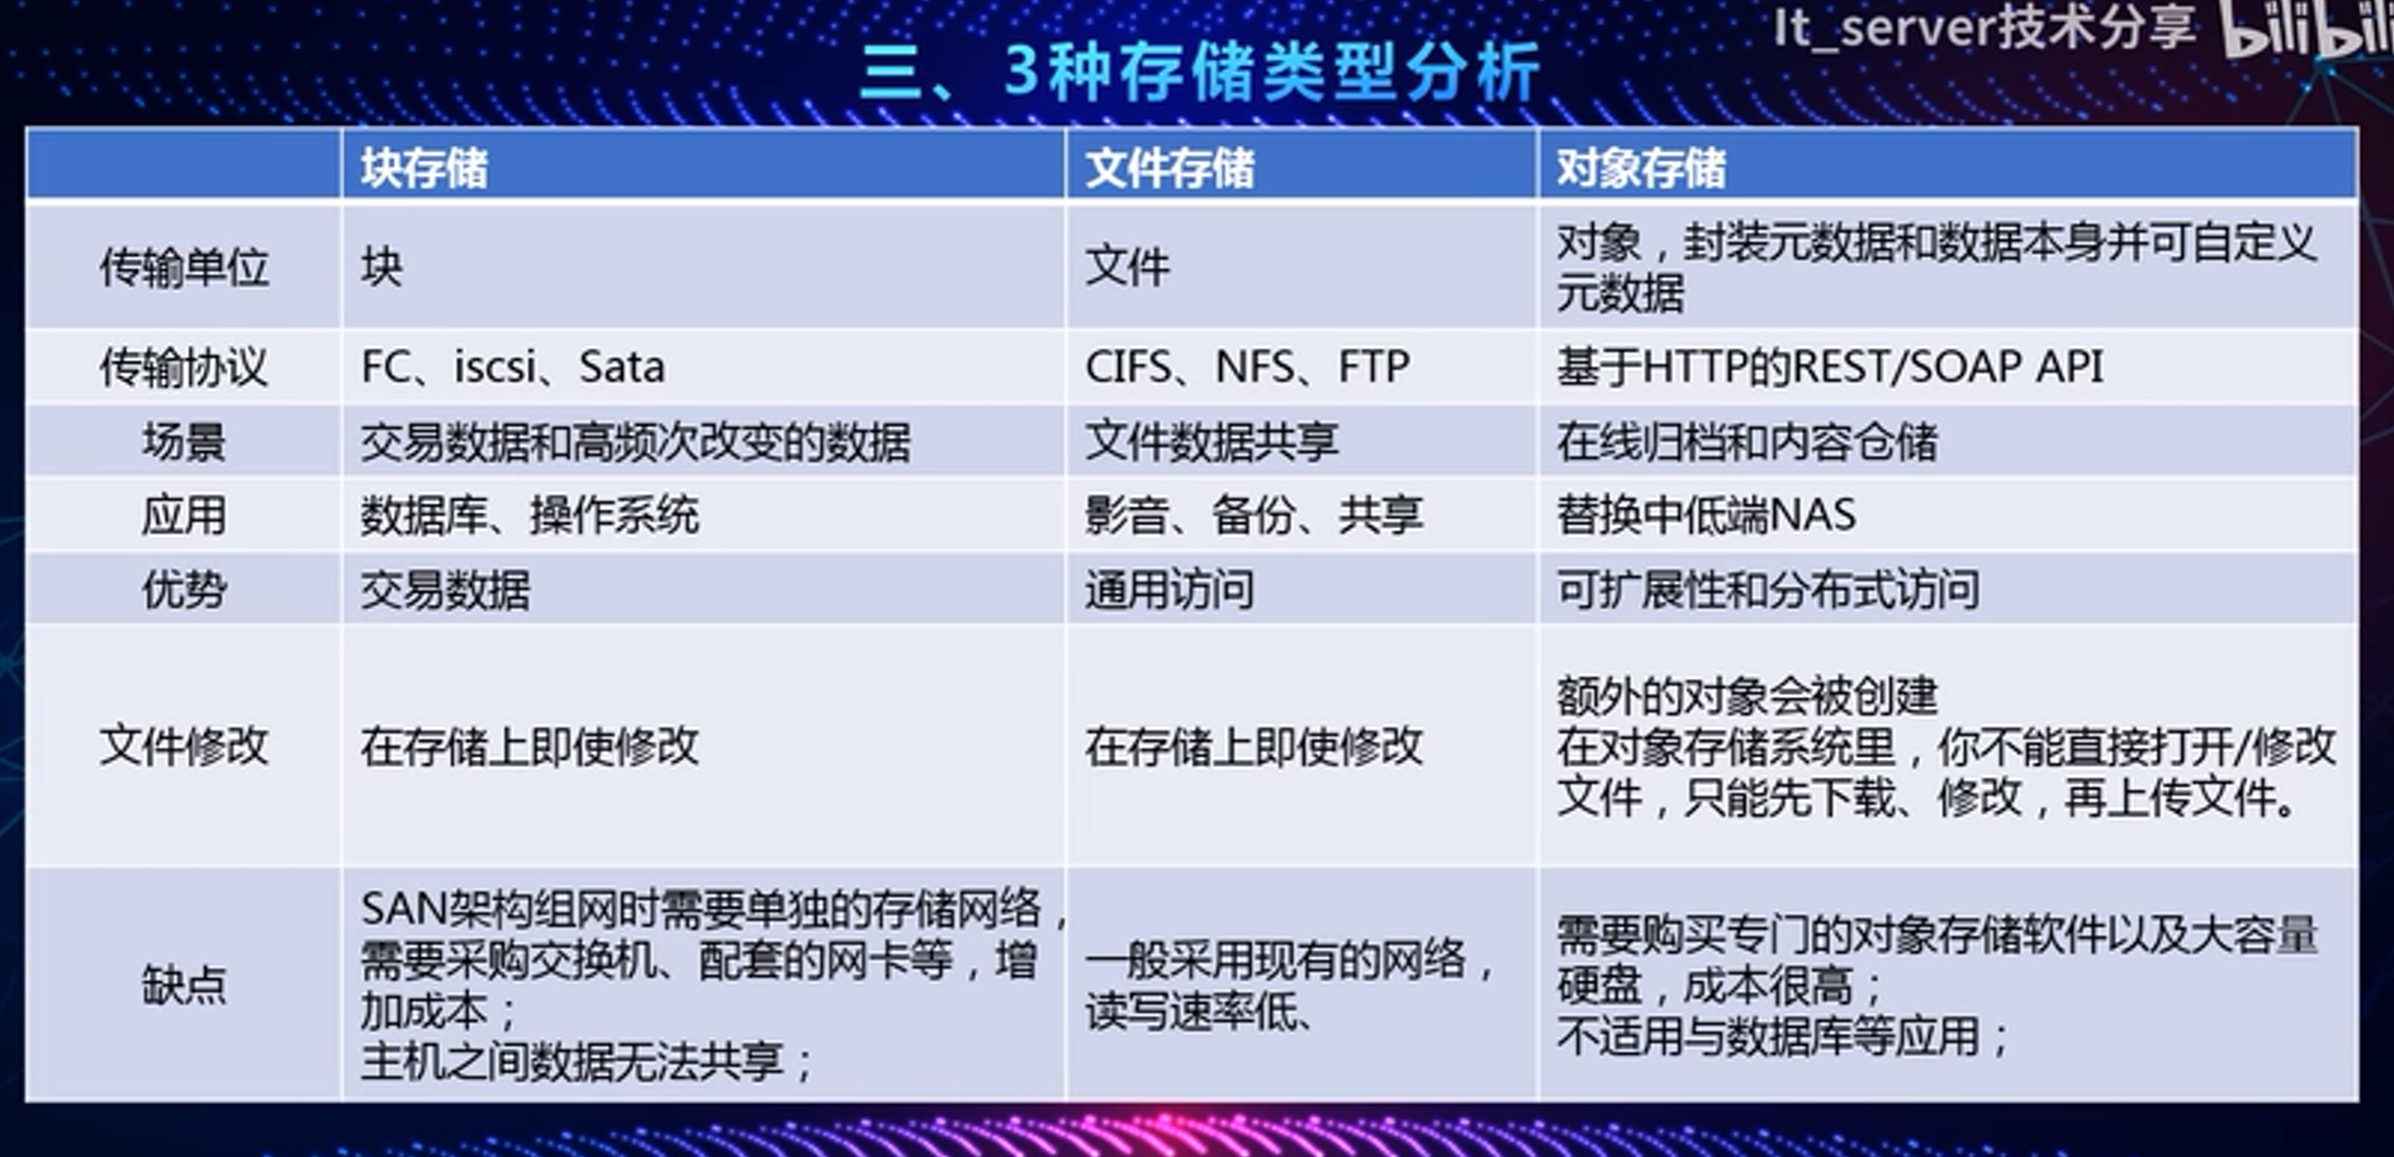 It_server技术分享 bilibili
三、3种存储类型分析
块存储 文件存储 对象存储
传输单位 块 文件 对象，封装元数据和数据本身并可自定义
元数据
传输协议 FC、iscsi、Sata CIFS、NFS、FTP 基于HTTP的REST/SOAP API
场景 交易数据和高频次改变的数据 文件数据共享 在线归档和内容仓储
应用 数据库、操作系统 影音、备份、共享 替换中低端NAS
优势 交易数据 通用访问 可扩展性和分布式访问
文件修改 在存储上即使修改 在存储上即使修改 额外的对象会被创建
在对象存储系统里，你不能直接打开/修改
文件，只能先下载、修改，再上传文件。
缺点
SAN架构组网时需要单独的存储网络，
需要采购交换机、配套的网卡等，增
加成本；
主机之间数据无法共享；
一般采用现有的网络，
读写速率低、
需要购买专门的对象存储软件以及大容量
硬盘，成本很高；
不适用与数据库等应用；